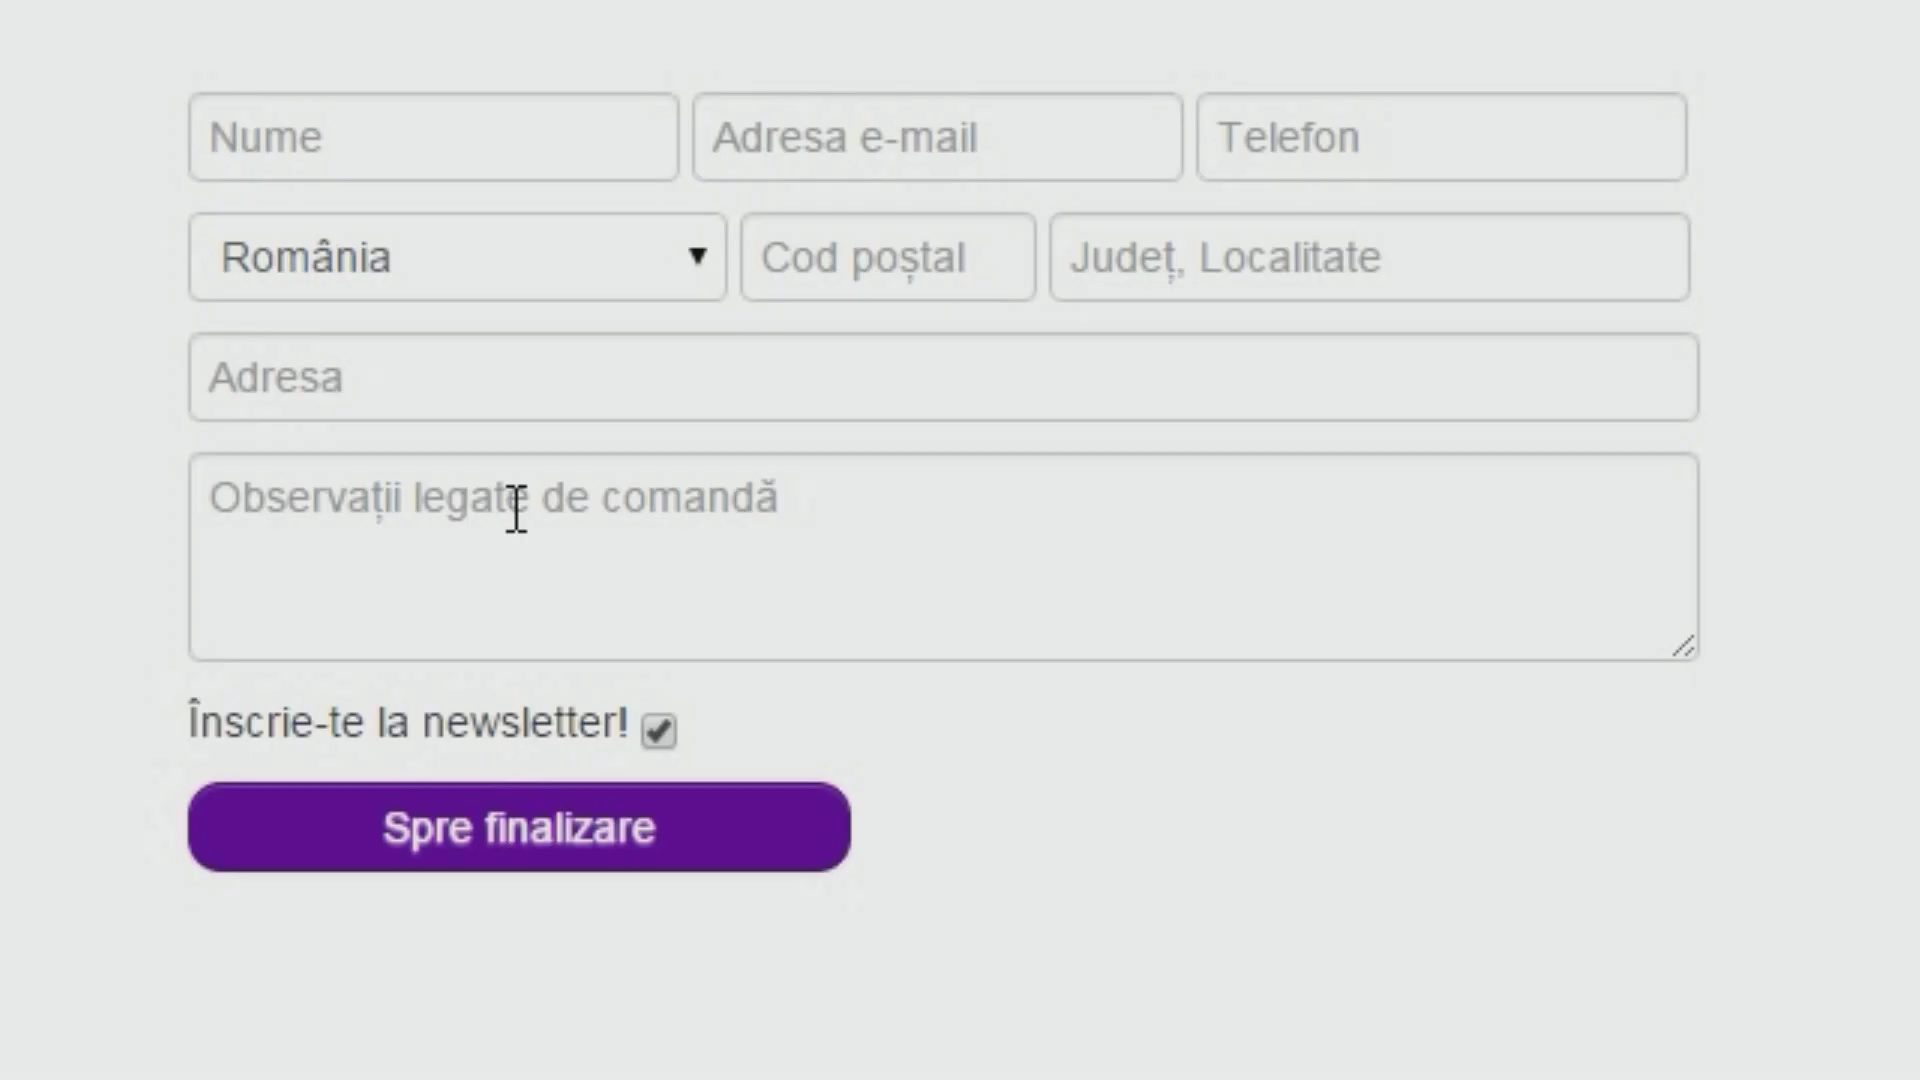 Nume Adresa e-mail Telefon
România Cod poștal Județ, Localitate
Adresa
Observații legate de comandă
Înscrie-te la newsletter!
Spre finalizare